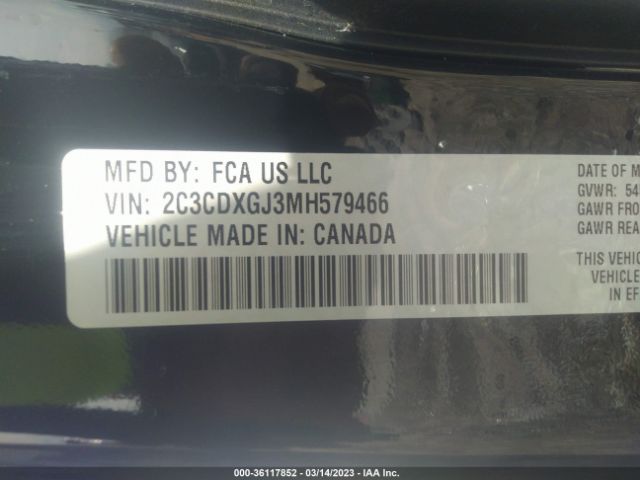 MFD BY: FCA US LLC
VIN: 2C3CDXGJ3MH579466
VEHICLE MADE IN: CANADA
DATE OF M
GVWR: 54
GAWR FRO
GAWR REA
THIS VEHIC
VEHICLE
IN EF
000-36117852 - 03/14/2023 - IAA Inc.